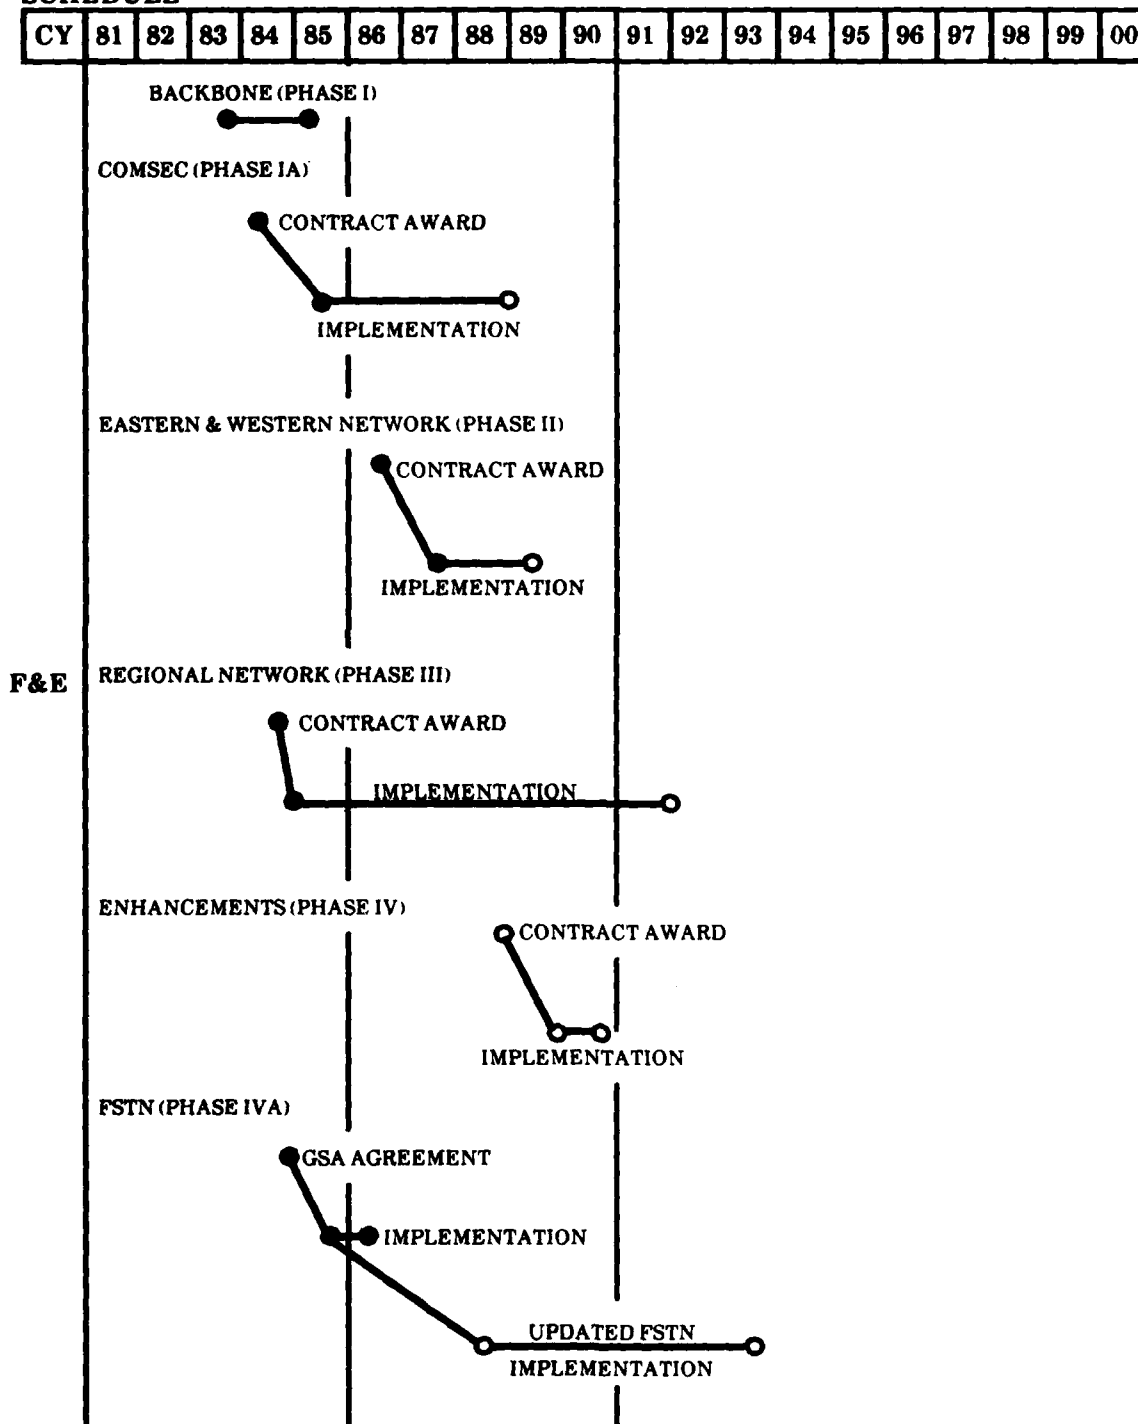 SCHEDULE
CY 81 82 83 84 85 86 87 88 89 90 91 92 93 94 95 96 97 98 99 00
BACKBONE (PHASE I)
COMSEC (PHASE IA)
CONTRACT AWARD
IMPLEMENTATION
EASTERN & WESTERN NETWORK (PHASE II)
CONTRACT AWARD
IMPLEMENTATION
F&E
REGIONAL NETWORK (PHASE III)
CONTRACT AWARD
IMPLEMENTATION
ENHANCEMENTS (PHASE IV)
CONTRACT AWARD
IMPLEMENTATION
FSTN (PHASE IVA)
GSA AGREEMENT
IMPLEMENTATION
UPDATED FSTN
IMPLEMENTATION